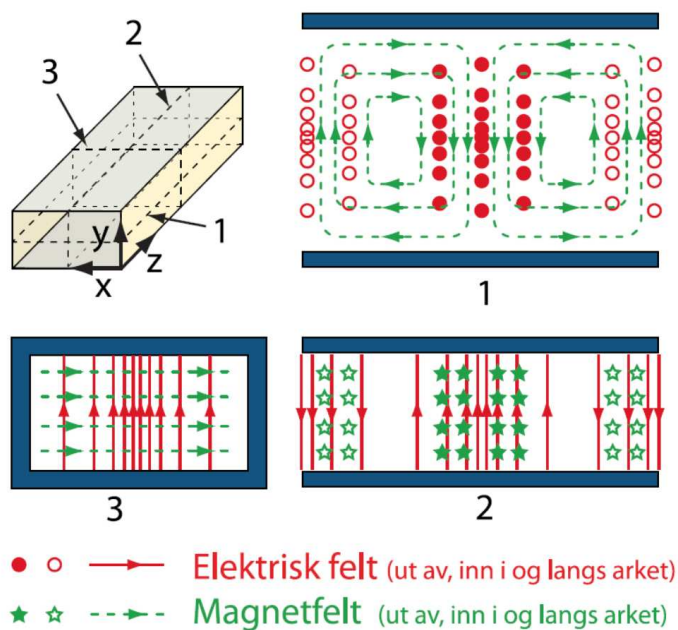 2
3
y
z
1
x
1
3
2
Elektrisk felt (ut av, inn i og langs arket)
Magnetfelt (ut av, inn i og langs arket)